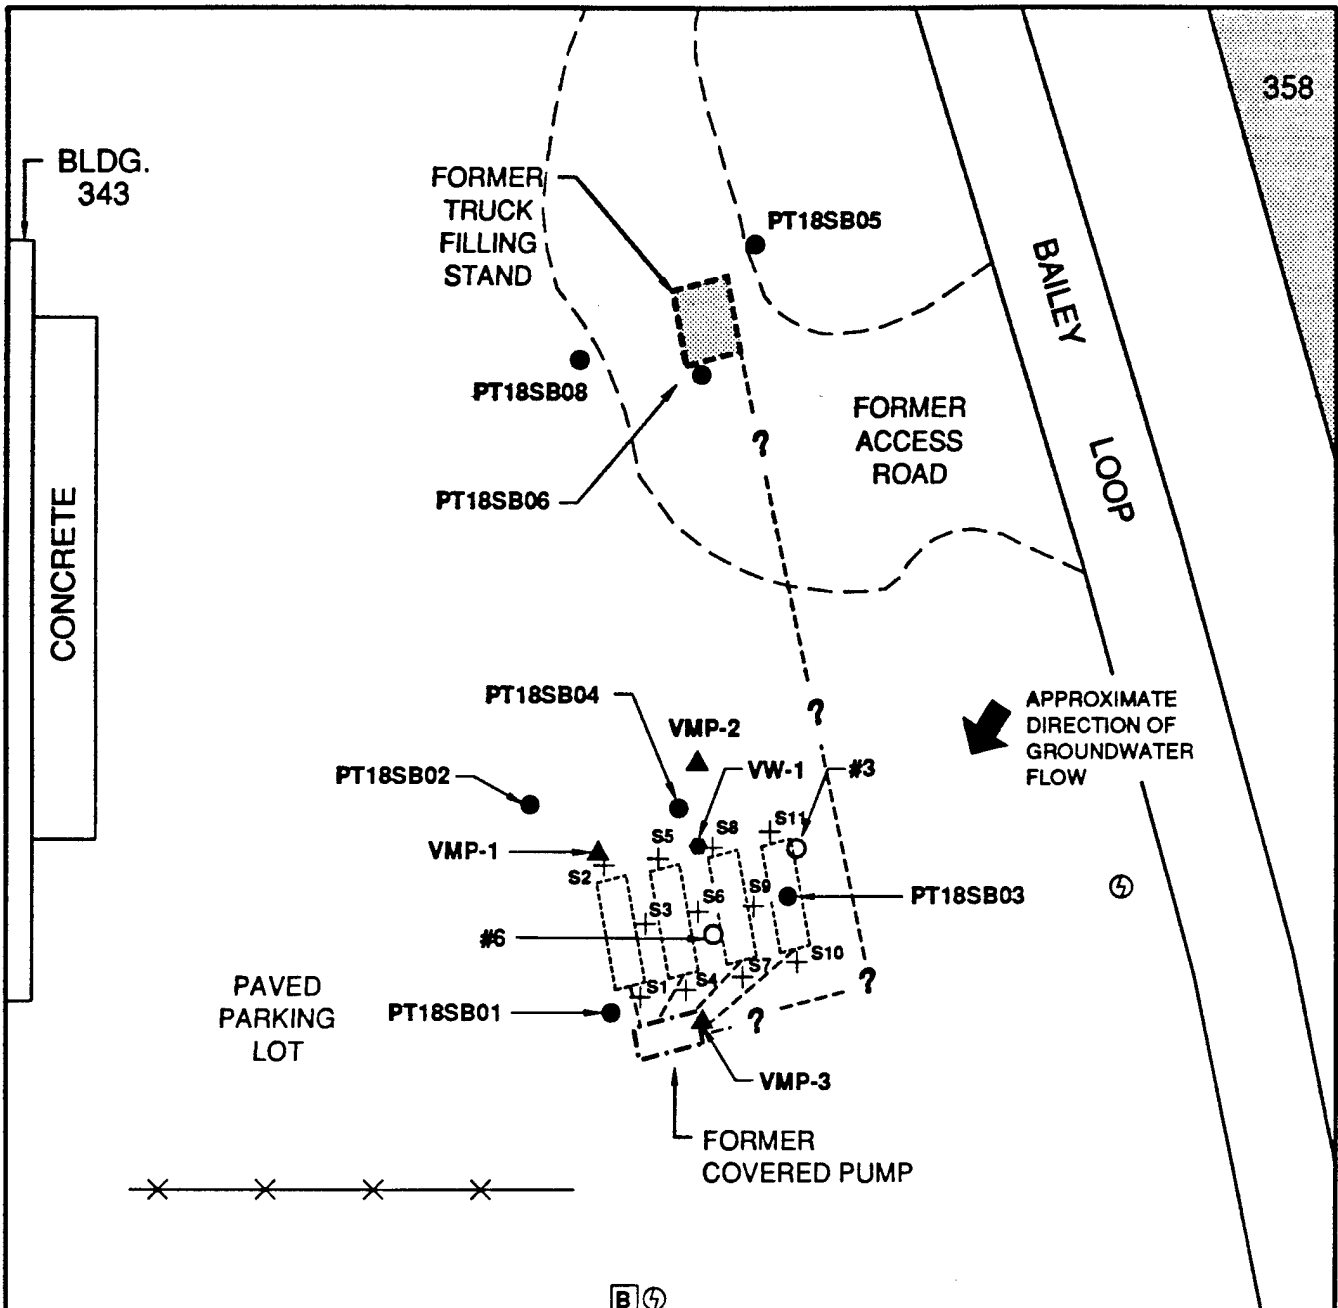 358
BLDG.
343
FORMER
TRUCK
FILLING
STAND
PT18SB05
BAILEY
LOOP
PT18SB08
FORMER
ACCESS
ROAD
?
PT18SB06
CONCRETE
PT18SB04
?
APPROXIMATE
DIRECTION OF
GROUNDWATER
FLOW
VMP-2
PT18SB02
VW-1
#3
VMP-1
S11
S8
S5
S2
S9
PT18SB03
S6
S3
#6
S10
S7
S4
S1
?
PAVED
PARKING
LOT
PT18SB01
?
VMP-3
FORMER
COVERED PUMP
B